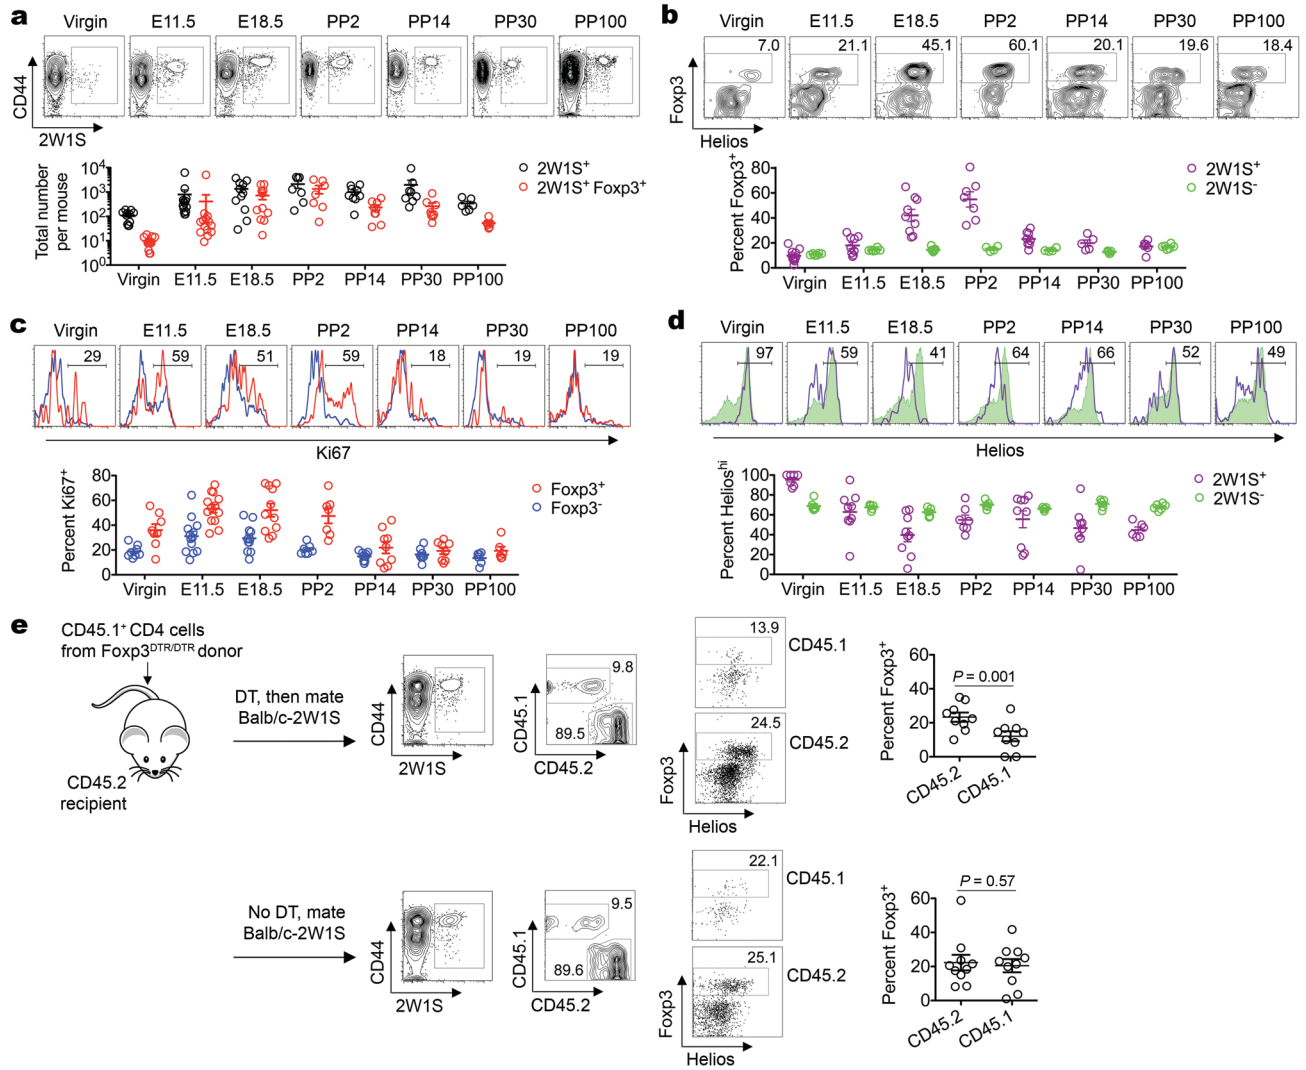 a
Virgin E11.5 E18.5 PP2 PP14 PP30 PP100
CD44
2W1S
Total number
per mouse
10⁴
10³
10²
10¹
10⁰
2W1S⁺
2W1S⁺ Foxp3⁺
Virgin E11.5 E18.5 PP2 PP14 PP30 PP100
b
Virgin E11.5 E18.5 PP2 PP14 PP30 PP100
7.0 21.1 45.1 60.1 20.1 19.6 18.4
Foxp3
Helios
Percent Foxp3⁺
80
60
40
20
0
2W1S⁺
2W1S⁻
Virgin E11.5 E18.5 PP2 PP14 PP30 PP100
c
Virgin E11.5 E18.5 PP2 PP14 PP30 PP100
29 59 51 59 18 19 19
Ki67
Percent Ki67⁺
80
60
40
20
0
Foxp3⁺
Foxp3⁻
Virgin E11.5 E18.5 PP2 PP14 PP30 PP100
d
Virgin E11.5 E18.5 PP2 PP14 PP30 PP100
97 59 41 64 66 52 49
Helios
Percent Heliosʰⁱ
100
80
60
40
20
0
2W1S⁺
2W1S⁻
Virgin E11.5 E18.5 PP2 PP14 PP30 PP100
e
CD45.1⁺ CD4 cells
from Foxp3ᴰᵀᴿ/ᴰᵀᴿ donor
CD45.2
recipient
DT, then mate
Balb/c-2W1S
CD44
2W1S
9.8
89.5
CD45.1
CD45.2
13.9
CD45.1
24.5
CD45.2
Foxp3
Helios
Percent Foxp3⁺
60
40
20
0
P = 0.001
CD45.2 CD45.1
No DT, mate
Balb/c-2W1S
CD44
2W1S
9.5
89.6
CD45.1
CD45.2
22.1
CD45.1
25.1
CD45.2
Foxp3
Helios
Percent Foxp3⁺
60
40
20
0
P = 0.57
CD45.2 CD45.1